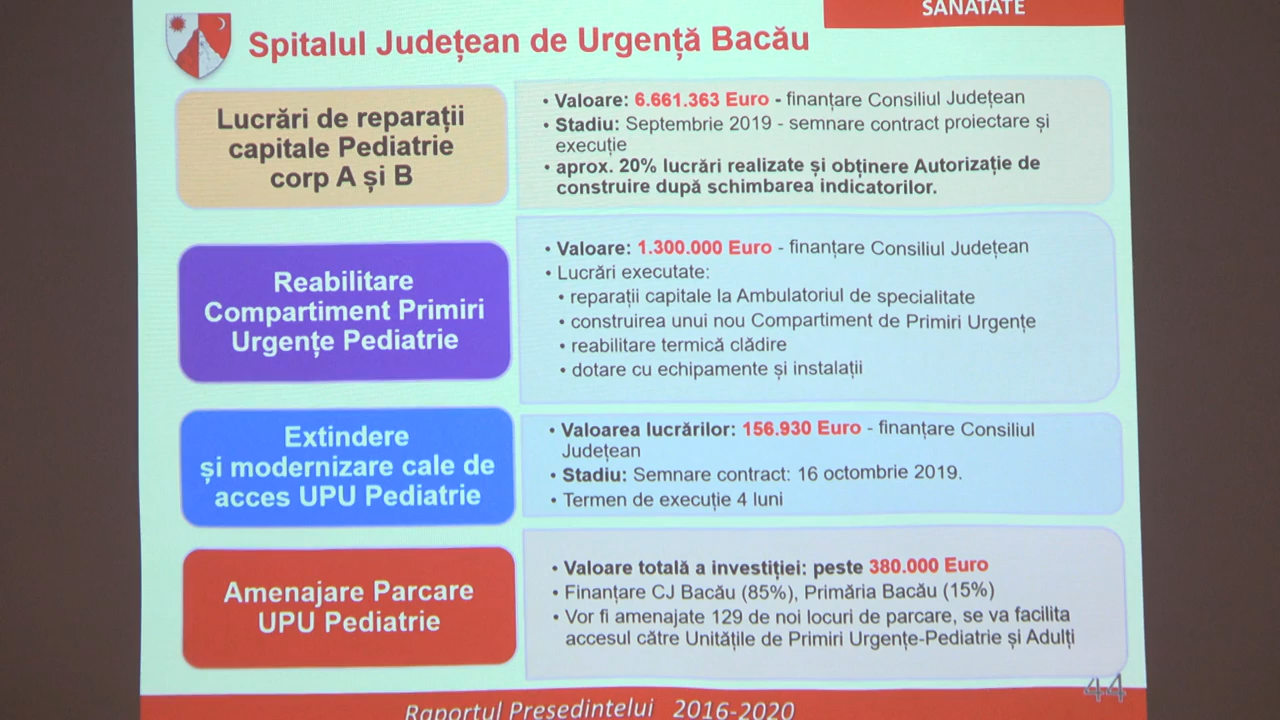 SĂNĂTATE
Spitalul Județean de Urgență Bacău
Lucrări de reparații
capitale Pediatrie
corp A și B
• Valoare: 6.661.363 Euro - finanțare Consiliul Județean
• Stadiu: Septembrie 2019 - semnare contract proiectare și
execuție
• aprox. 20% lucrări realizate și obținere Autorizație de
construire după schimbarea indicatorilor.
Reabilitare
Compartiment Primiri
Urgențe Pediatrie
• Valoare: 1.300.000 Euro - finanțare Consiliul Județean
• Lucrări executate:
• reparații capitale la Ambulatoriul de specialitate
• construirea unui nou Compartiment de Primiri Urgențe
• reabilitare termică clădire
• dotare cu echipamente și instalații
Extindere
și modernizare cale de
acces UPU Pediatrie
• Valoarea lucrărilor: 156.930 Euro - finanțare Consiliul
Județean
• Stadiu: Semnare contract: 16 octombrie 2019.
• Termen de execuție 4 luni
Amenajare Parcare
UPU Pediatrie
• Valoare totală a investiției: peste 380.000 Euro
• Finanțare CJ Bacău (85%), Primăria Bacău (15%)
• Vor fi amenajate 129 de noi locuri de parcare, se va facilita
accesul către Unitățile de Primiri Urgențe-Pediatrie și Adulți
44
Raportul Președintelui 2016-2020